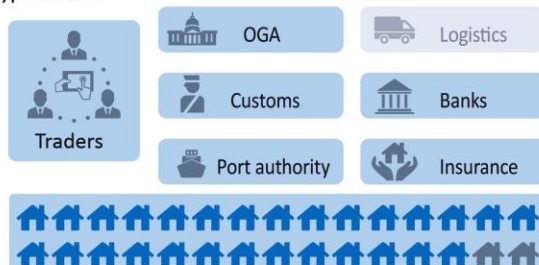 OGA
Logistics
Customs
Banks
Traders
Port authority
Insurance